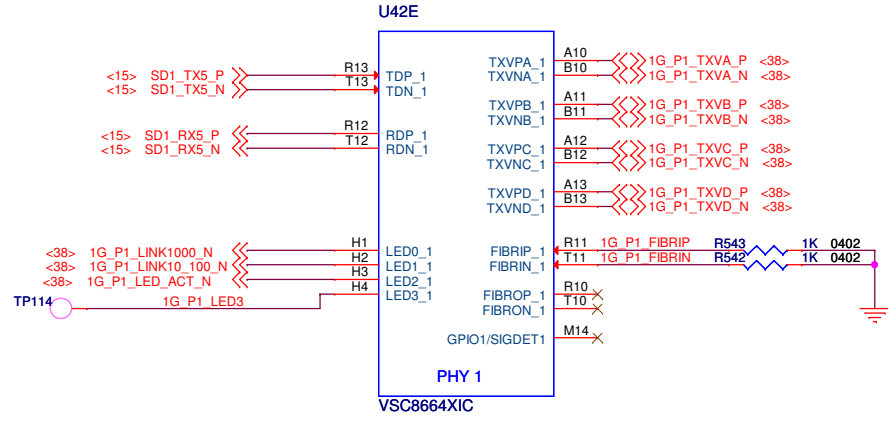 U42E
<15> SD1_TX5_P R13 TDP_1
<15> SD1_TX5_N T13 TDN_1
<15> SD1_RX5_P R12 RDP_1
<15> SD1_RX5_N T12 RDN_1
<38> 1G_P1_LINK1000_N H1 LED0_1
<38> 1G_P1_LINK10_100_N H2 LED1_1
<38> 1G_P1_LED_ACT_N H3 LED2_1
TP114 1G_P1_LED3 H4 LED3_1
TXVPA_1 A10 1G_P1_TXVA_P <38>
TXVNA_1 B10 1G_P1_TXVA_N <38>
TXVPB_1 A11 1G_P1_TXVB_P <38>
TXVNB_1 B11 1G_P1_TXVB_N <38>
TXVPC_1 A12 1G_P1_TXVC_P <38>
TXVNC_1 B12 1G_P1_TXVC_N <38>
TXVPD_1 A13 1G_P1_TXVD_P <38>
TXVND_1 B13 1G_P1_TXVD_N <38>
FIBRIP_1 R11 1G_P1_FIBRIP R543 1K 0402
FIBRIN_1 T11 1G_P1_FIBRIN R542 1K 0402
FIBROP_1 R10
FIBRON_1 T10
GPIO1/SIGDET1 M14
PHY 1
VSC8664XIC